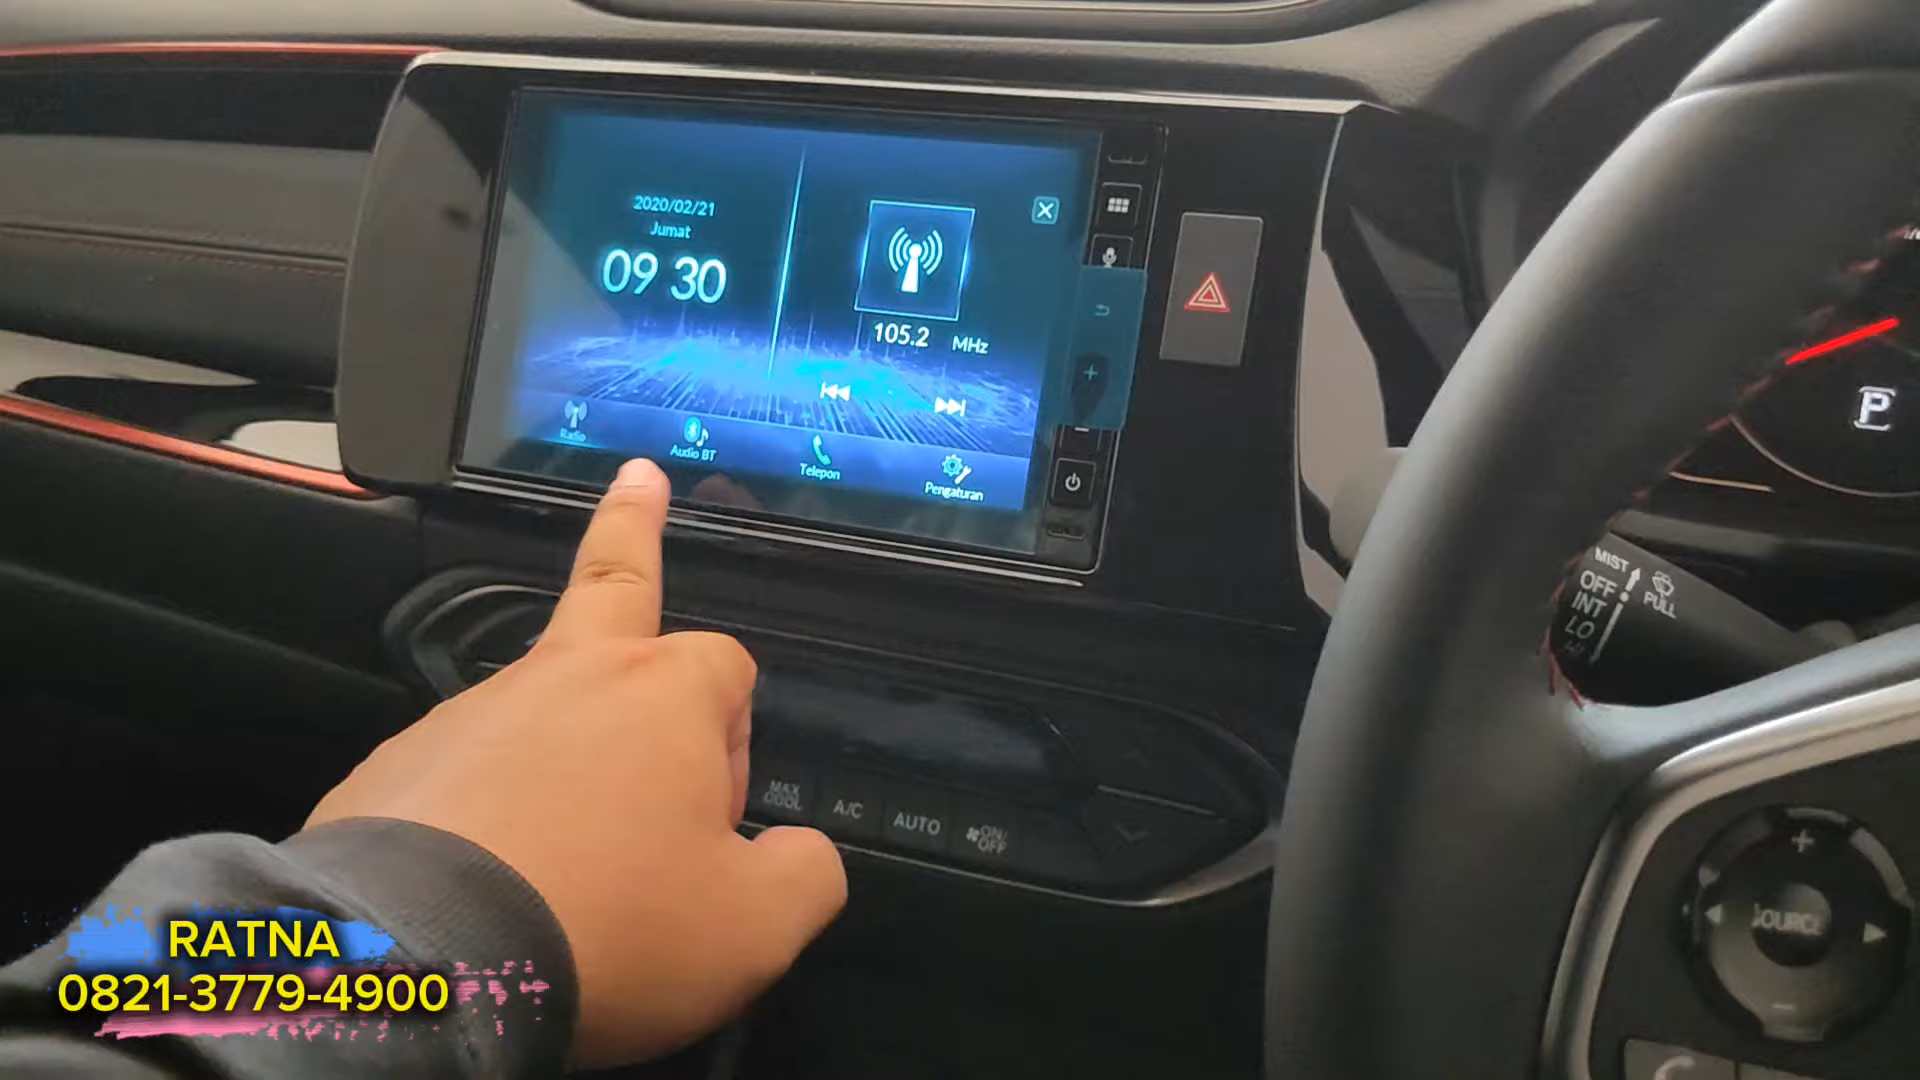 2020/02/21
Jumat
09 30
105.2 MHz
Radio
Audio BT
Telepon
Pengaturan
MIST
OFF
INT
LO
HI
PULL
P
MAX COOL
A/C
AUTO
ON/OFF
+
SOURCE
RATNA
0821-3779-4900